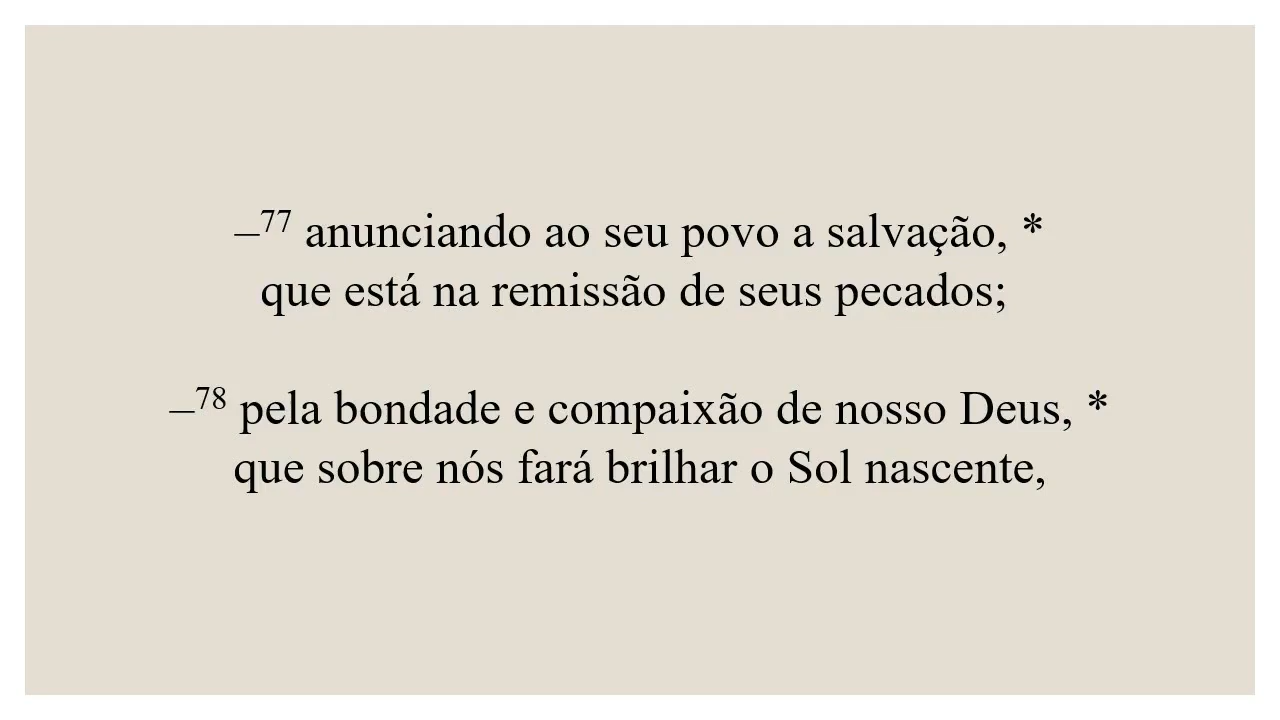 –77 anunciando ao seu povo a salvação, *
que está na remissão de seus pecados;
–78 pela bondade e compaixão de nosso Deus, *
que sobre nós fará brilhar o Sol nascente,